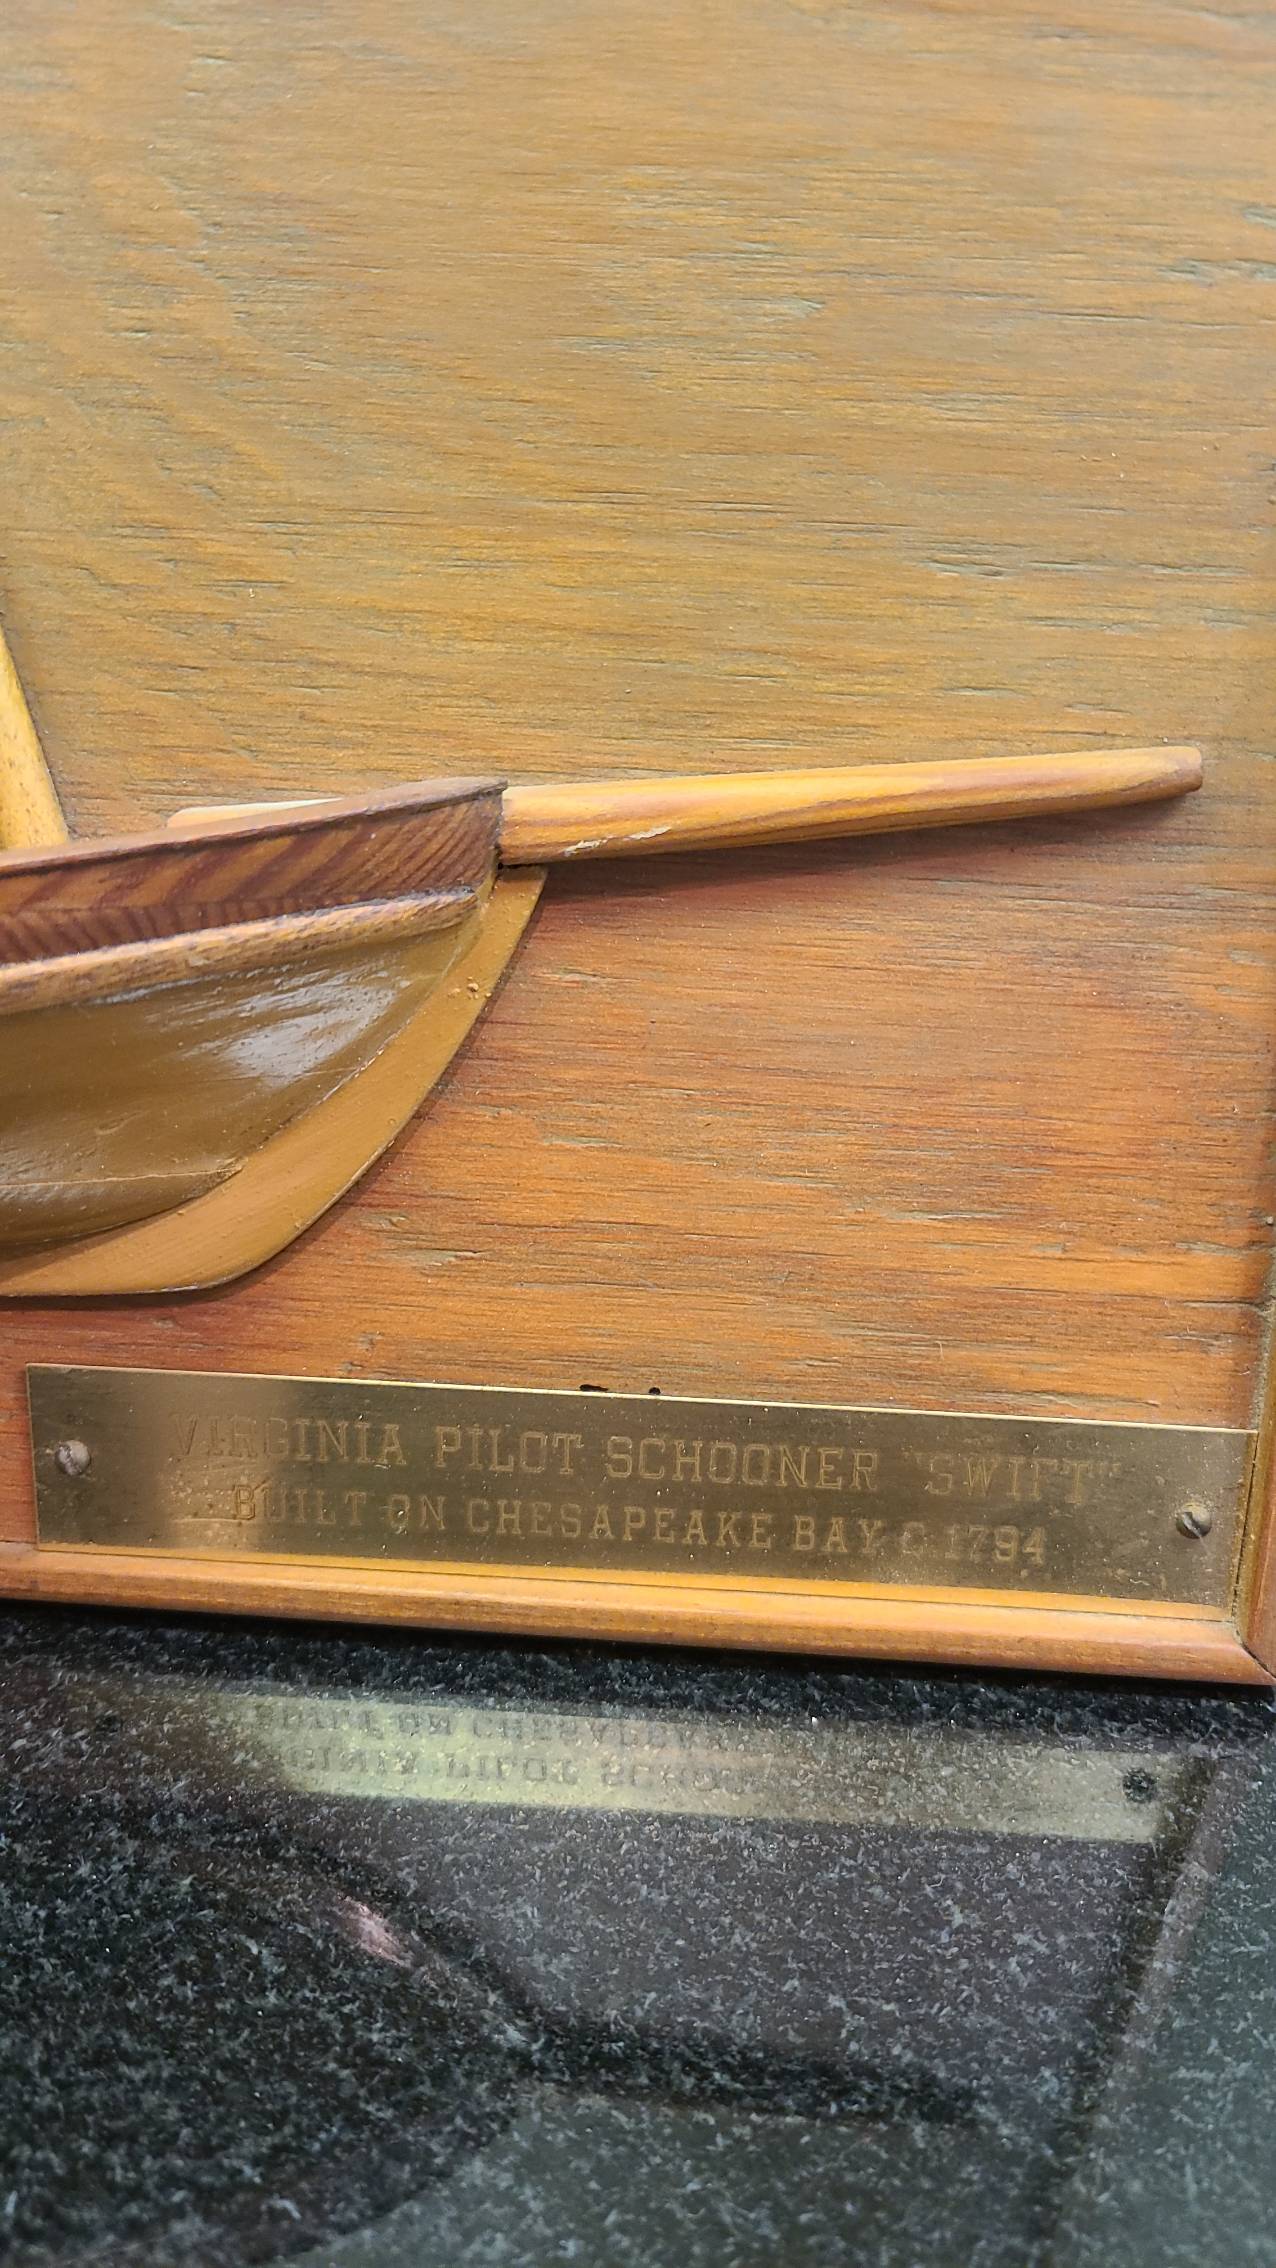 VIRGINIA PILOT SCHOONER "SWIFT"
BUILT ON CHESAPEAKE BAY C. 1794